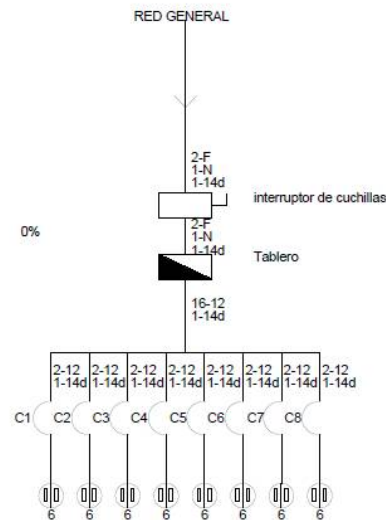 RED GENERAL
2-F
1-N
1-14d
interruptor de cuchillas
2-F
1-N
1-14d
0%
Tablero
16-12
1-14d
2-12 2-12 2-12 2-12 2-12 2-12 2-12 2-12
1-14d 1-14d 1-14d 1-14d 1-14d 1-14d 1-14d 1-14d
C1 C2 C3 C4 C5 C6 C7 C8
6 6 6 6 6 6 6 6